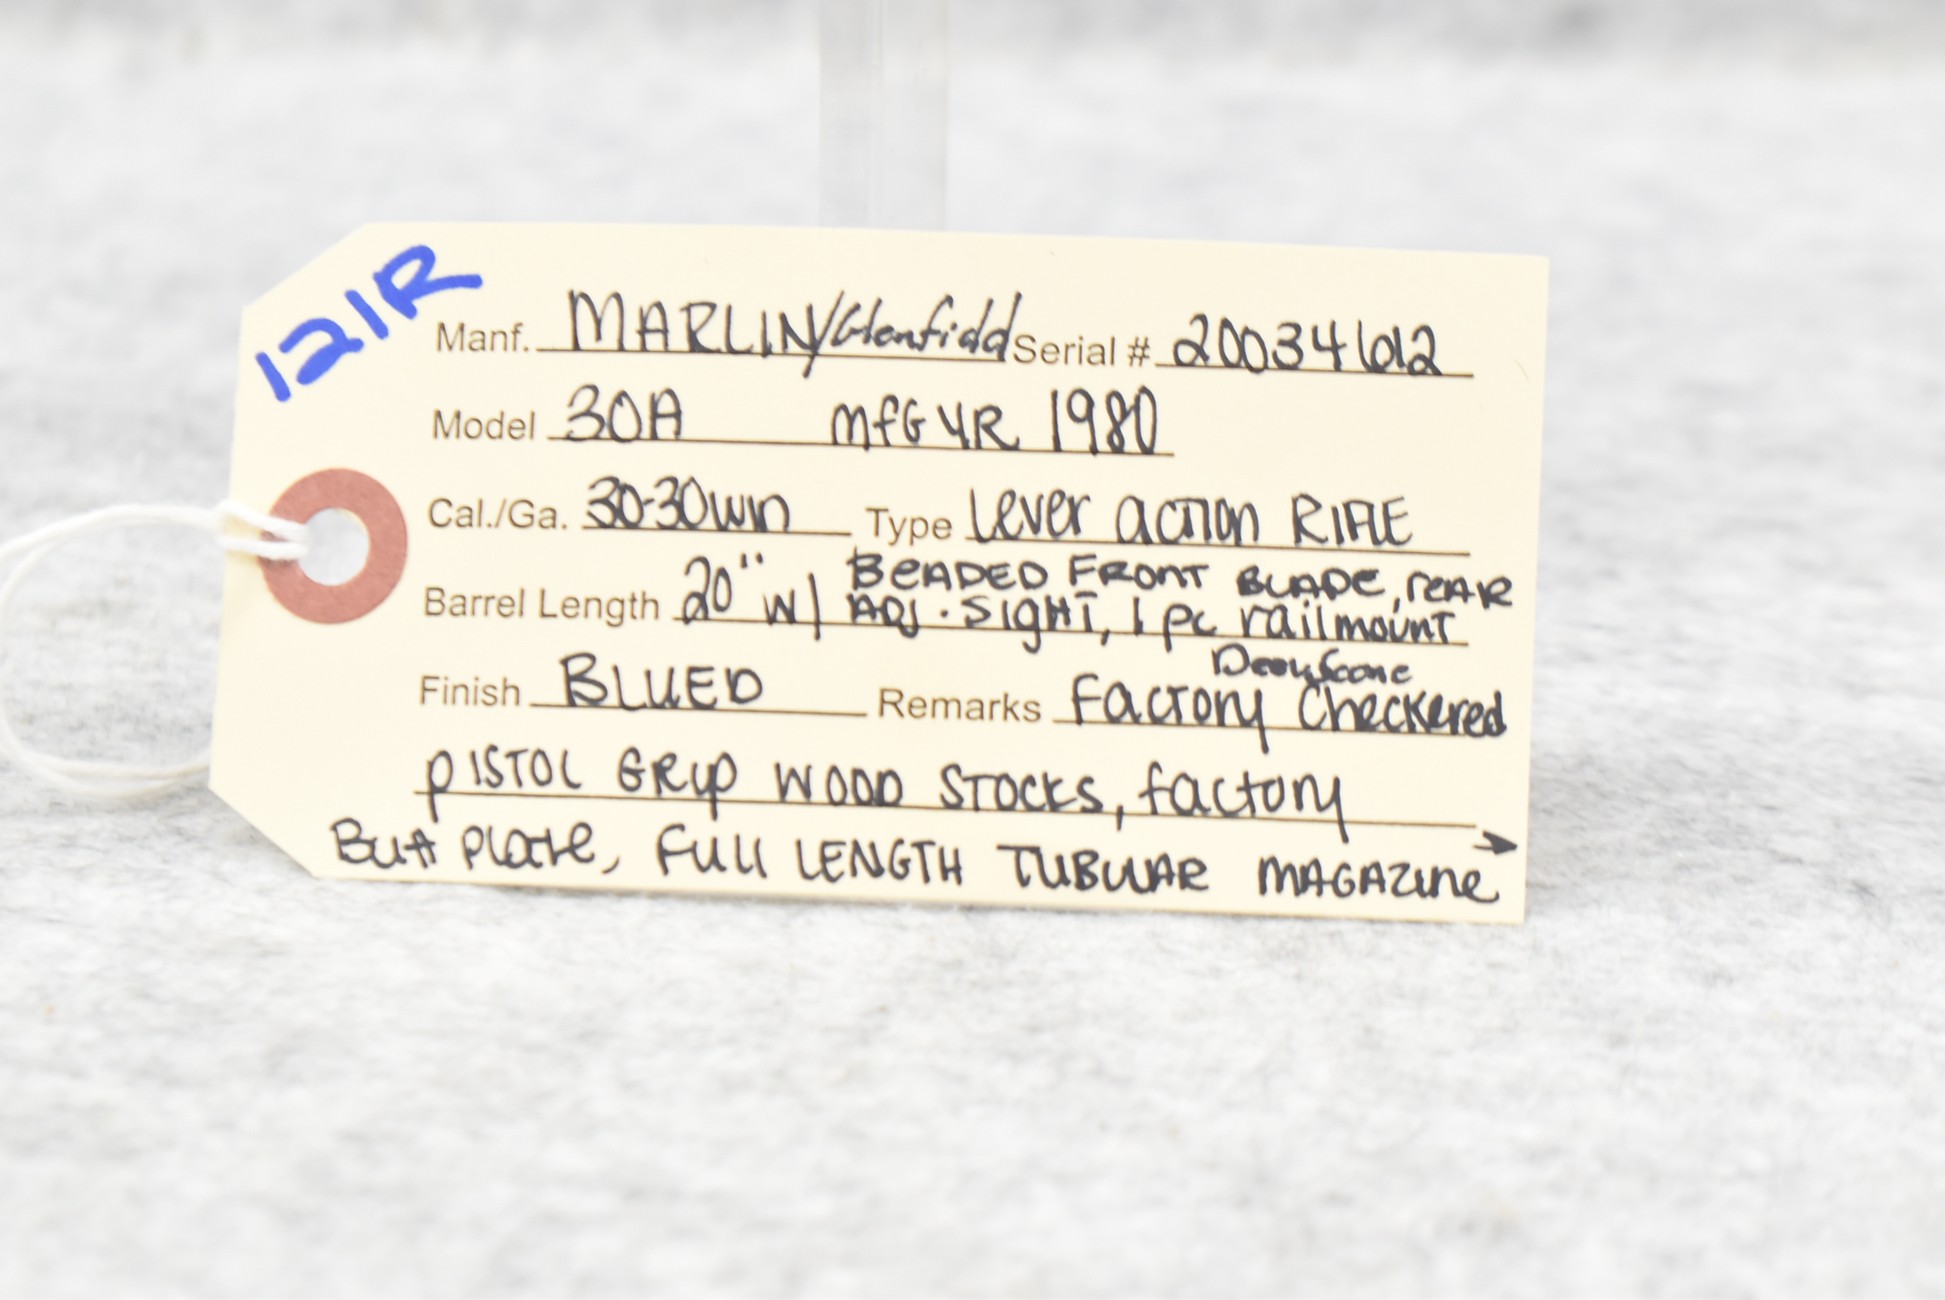 121R
Manf. MARLIN/Glenfield Serial # 20034612
Model 30A MFG YR 1980
Cal./Ga. 30-30 win Type Lever action RIFLE
BEADED FRONT BLADE, rEAR
Barrel Length 20" w/ ADJ. SIGHT, 1 pc railmount
Finish BLUED Remarks Factory Checkered
pISTOL GRIP WOOD STOCKS, factory
Butt PLate, FULL LENGTH TUBULAR MAGAZine